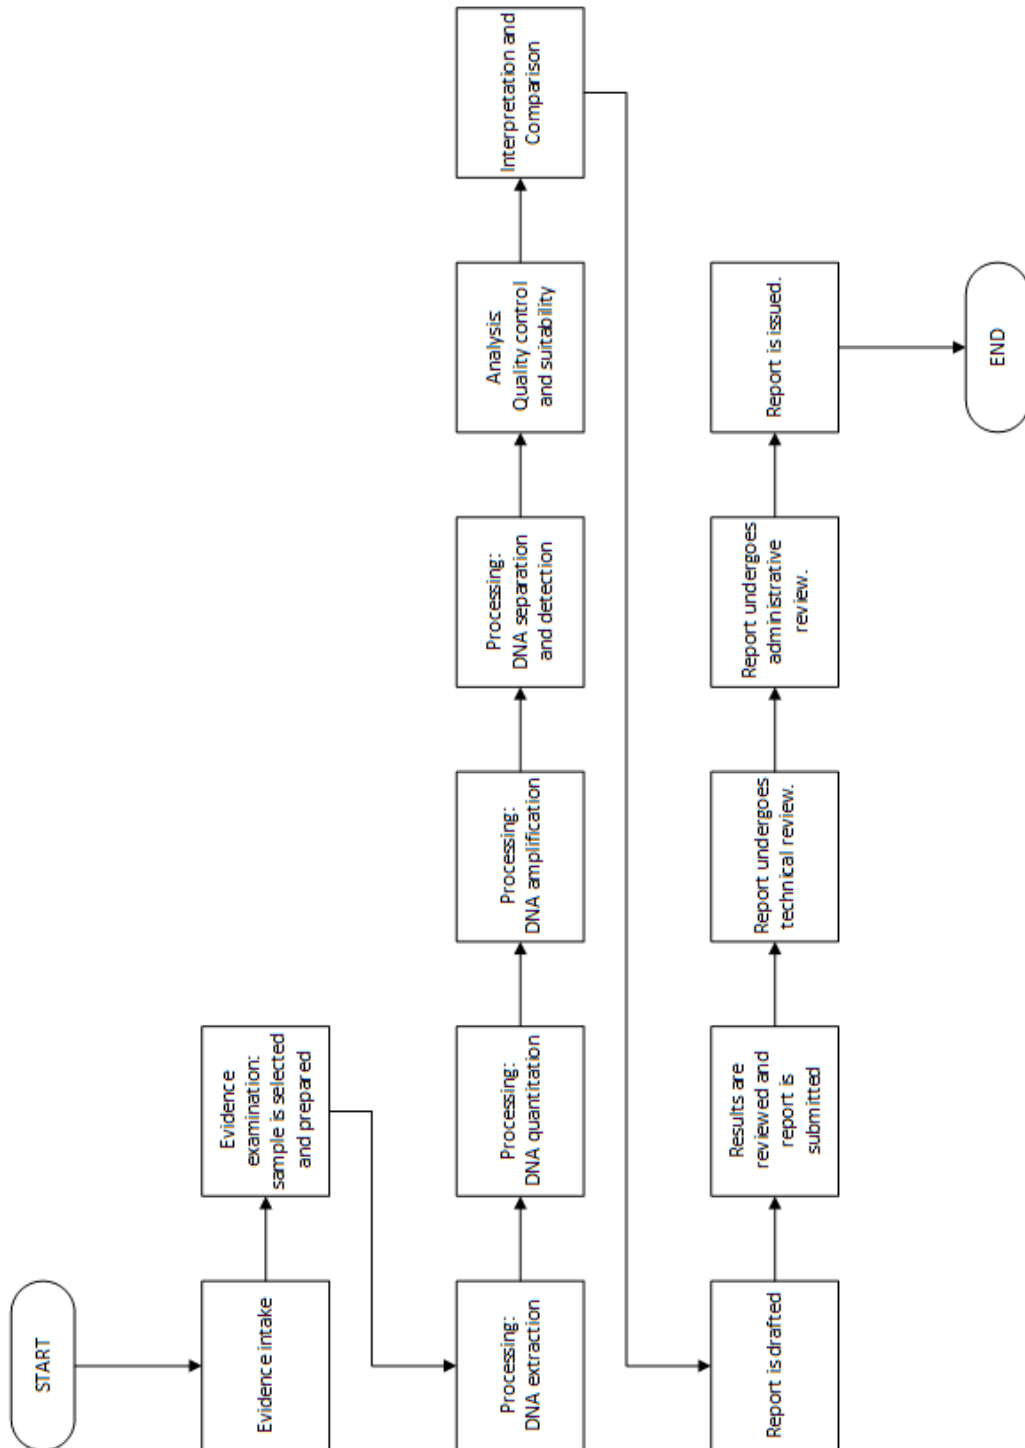 START
Evidence intake
Evidence
examination:
sample is selected
and prepared
Processing:
DNA extraction
Processing:
DNA quantitation
Processing:
DNA amplification
Processing:
DNA separation
and detection
Analysis:
Quality control
and suitability
Interpretation and
Comparison
Report is drafted
Results are
reviewed and
report is
submitted
Report undergoes
technical review.
Report undergoes
administrative
review.
Report is issued.
END